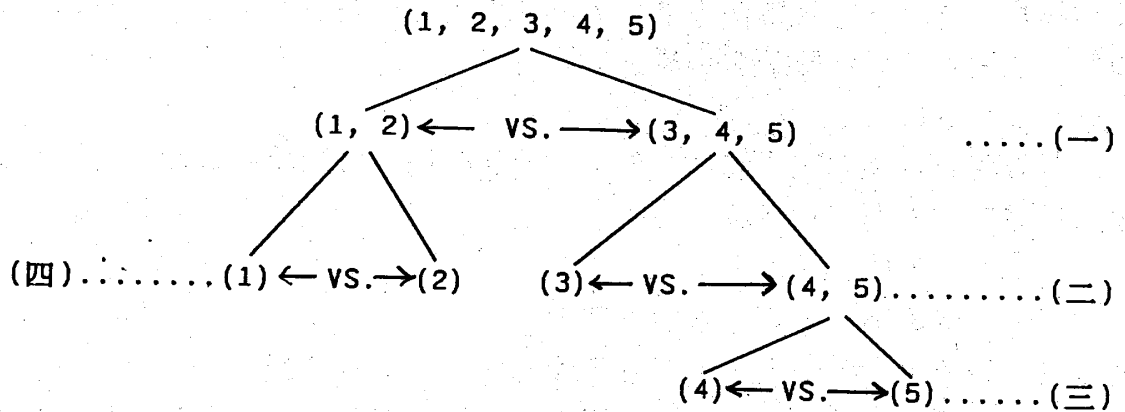 (1, 2, 3, 4, 5)
(1, 2)← VS. →(3, 4, 5) .....(一)
(四).........(1)← VS.→(2) (3)← VS. →(4, 5).........(二)
(4)← VS.→(5)......(三)